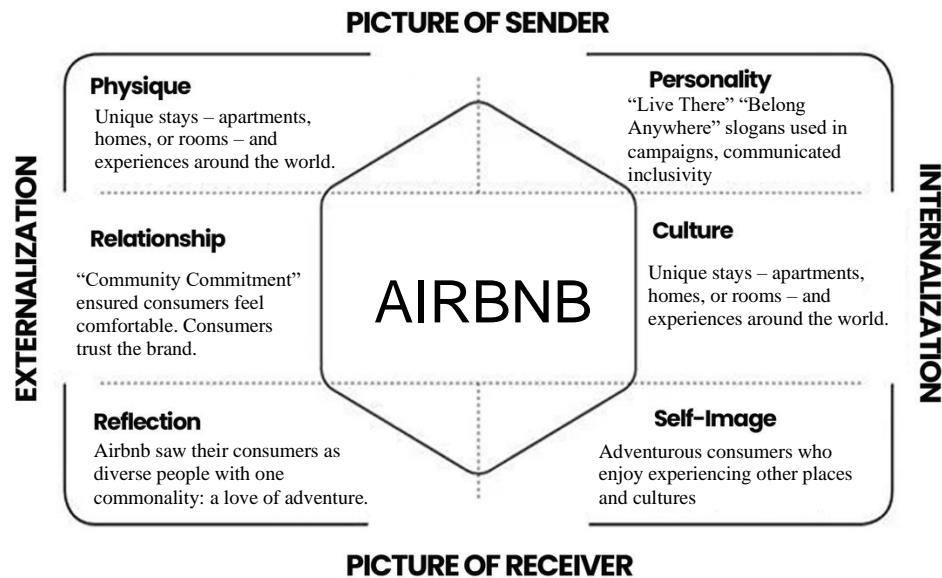 PICTURE OF SENDER
Physique
Unique stays – apartments,
homes, or rooms – and
experiences around the world.
Personality
“Live There” “Belong
Anywhere” slogans used in
campaigns, communicated
inclusivity
EXTERNALIZATION
INTERNALIZATION
Relationship
“Community Commitment”
ensured consumers feel
comfortable. Consumers
trust the brand.
AIRBNB
Culture
Unique stays – apartments,
homes, or rooms – and
experiences around the world.
Reflection
Airbnb saw their consumers as
diverse people with one
commonality: a love of adventure.
Self-Image
Adventurous consumers who
enjoy experiencing other places
and cultures
PICTURE OF RECEIVER